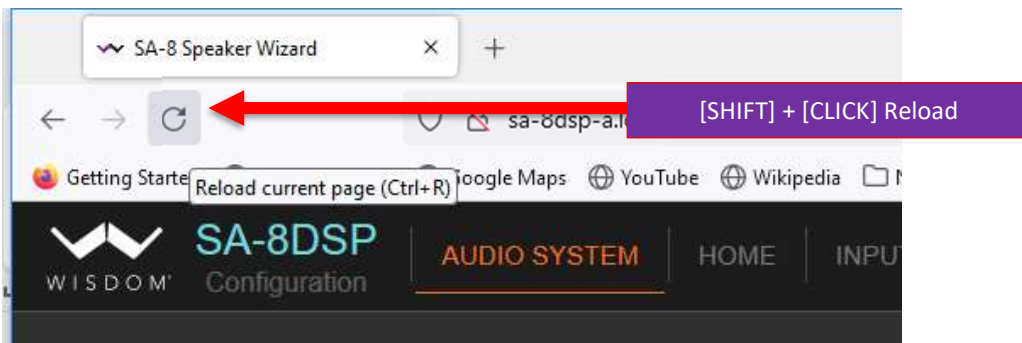 SA-8 Speaker Wizard
[SHIFT] + [CLICK] Reload
sa-8dsp-a.l
Getting Starte
Reload current page (Ctrl+R)
oogle Maps
YouTube
Wikipedia
WISDOM
SA-8DSP
Configuration
AUDIO SYSTEM
HOME
INPU